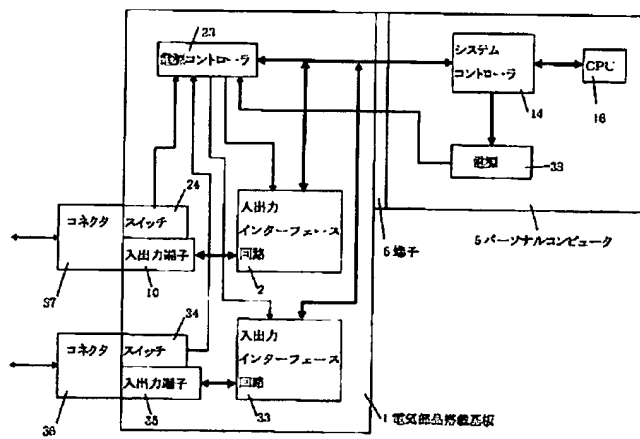 23
電源コントローラ
システム
コントローラ
CPU
14
16
電源
38
24
コネクタ
スイッチ
入出力端子
入出力
インターフェース
回路
6 端子
5 パーソナルコンピュータ
37
10
2
34
コネクタ
スイッチ
入出力端子
入出力
インターフェース
回路
36
35
33
1 電気部品搭載基板